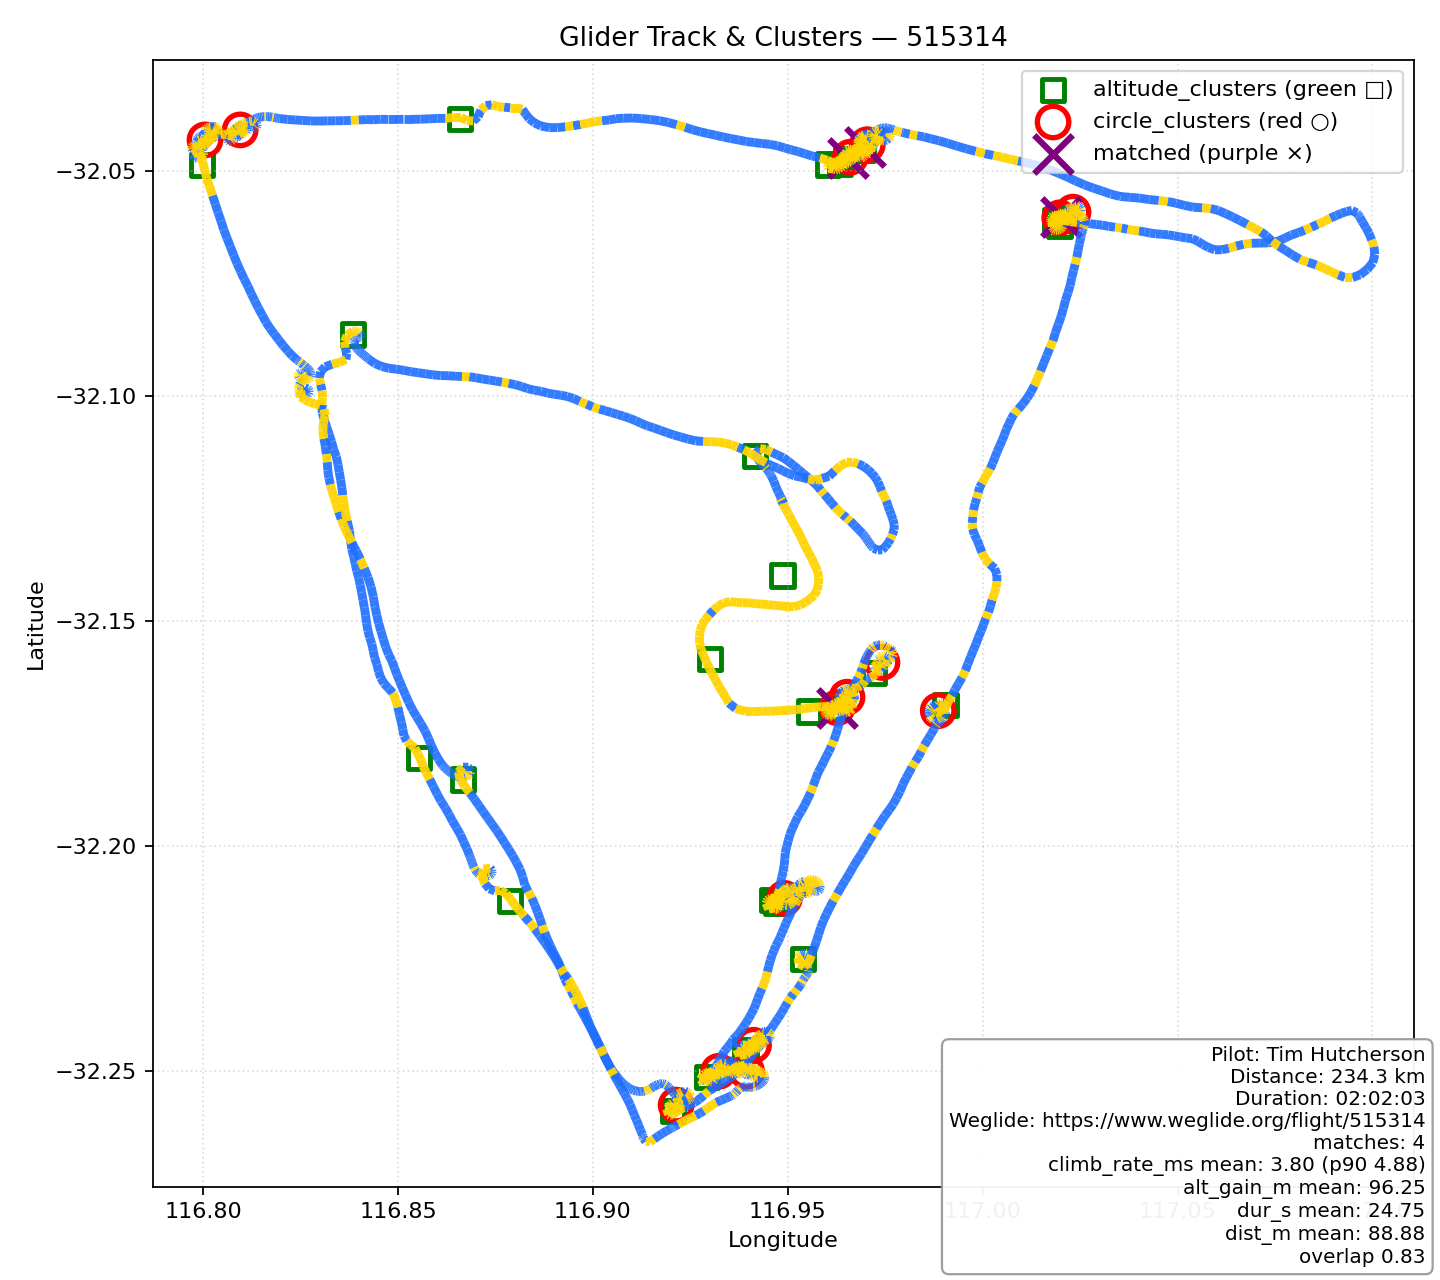 Glider Track & Clusters — 515314
altitude_clusters (green □)
circle_clusters (red ○)
matched (purple ×)
−32.05
−32.10
−32.15
−32.20
−32.25
Latitude
116.80
116.85
116.90
116.95
117.00
117.05
Longitude
Pilot: Tim Hutcherson
Distance: 234.3 km
Duration: 02:02:03
Weglide: https://www.weglide.org/flight/515314
matches: 4
climb_rate_ms mean: 3.80 (p90 4.88)
alt_gain_m mean: 96.25
dur_s mean: 24.75
dist_m mean: 88.88
overlap 0.83